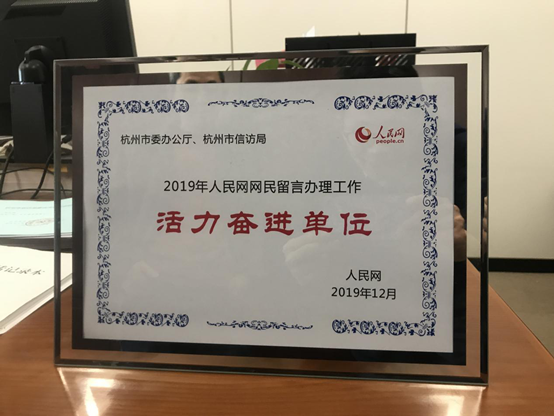 杭州市委办公厅、杭州市信访局
人民网
people.cn
2019年人民网网民留言办理工作
活力奋进单位
人民网
2019年12月